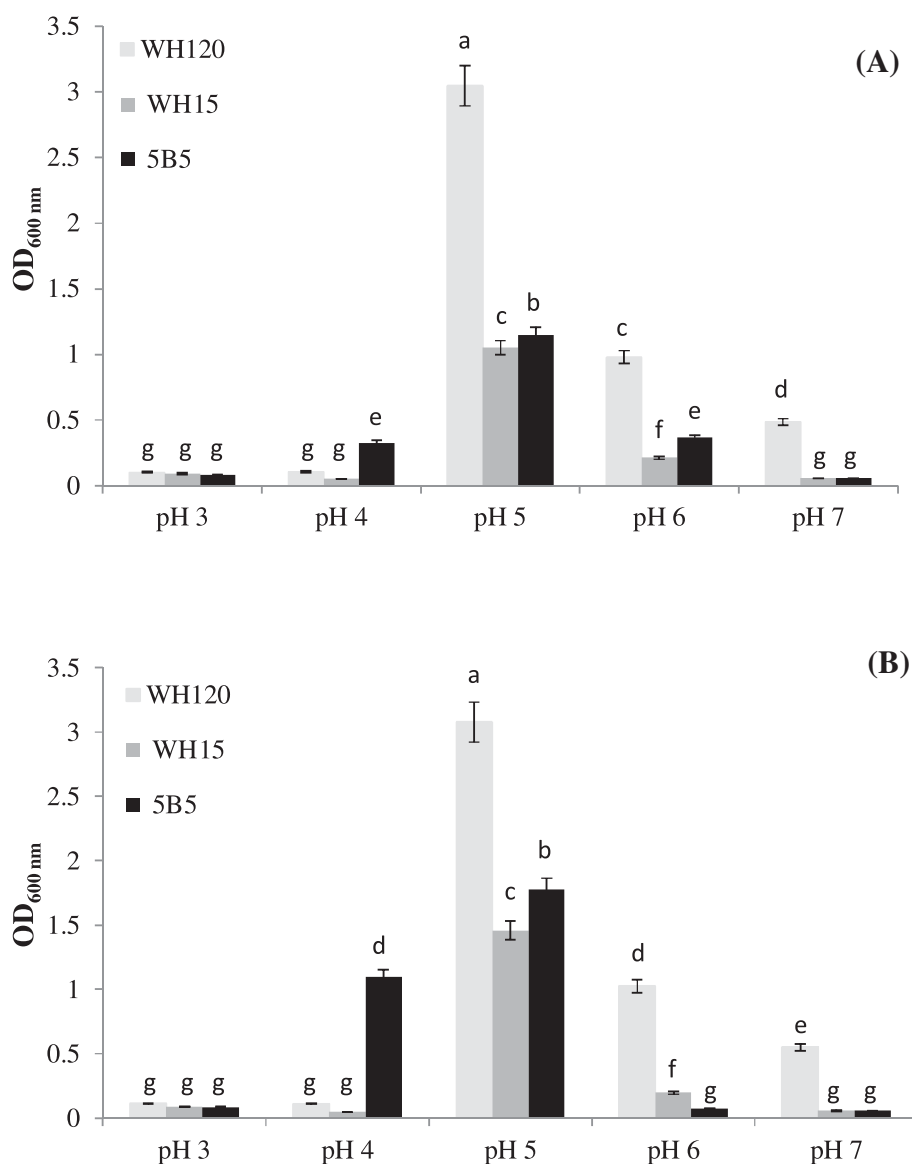 (A)
3.5
3
2.5
2
1.5
1
0.5
0
OD600 nm
WH120
WH15
5B5
g g g
g g e
a c b
c f e
d g g
pH 3 pH 4 pH 5 pH 6 pH 7
(B)
3.5
3
2.5
2
1.5
1
0.5
0
OD600 nm
WH120
WH15
5B5
g g g
g g d
a c b
d f g
e g g
pH 3 pH 4 pH 5 pH 6 pH 7